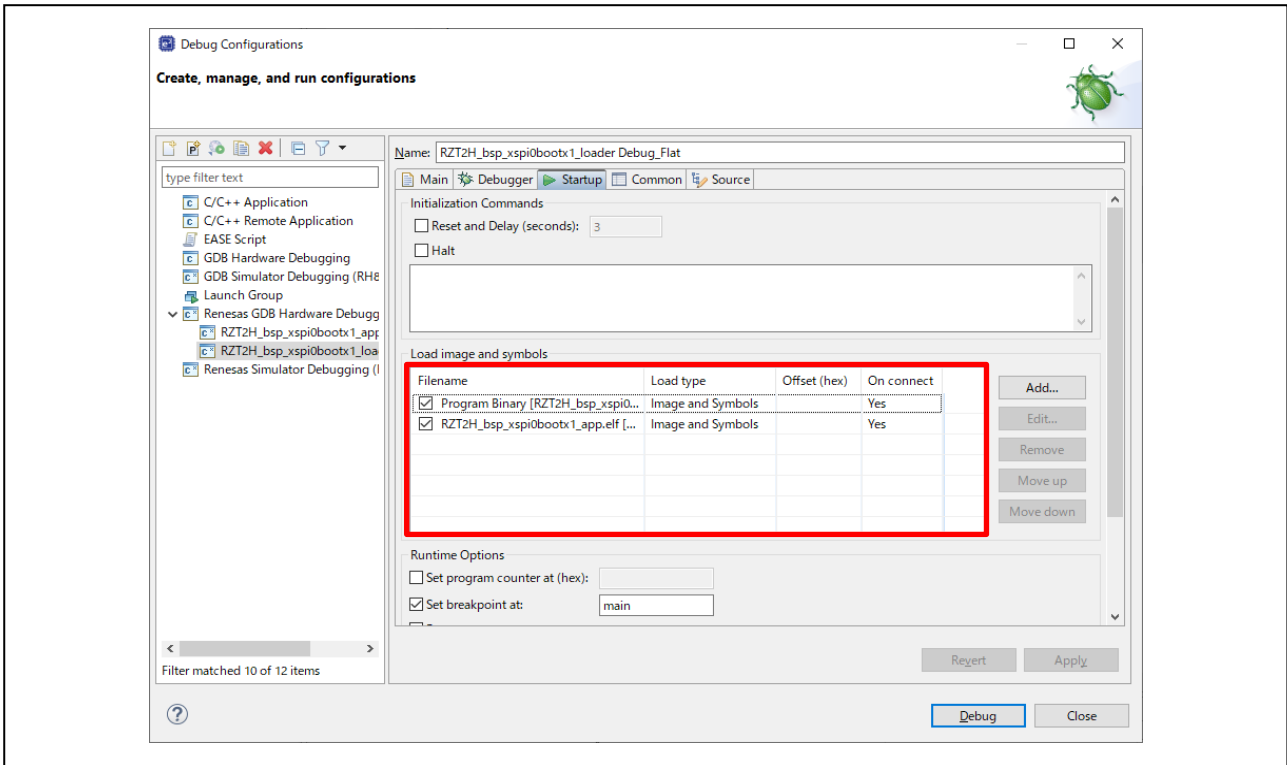 Debug Configurations
Create, manage, and run configurations
type filter text
C/C++ Application
C/C++ Remote Application
EASE Script
GDB Hardware Debugging
GDB Simulator Debugging (RH8
Launch Group
Renesas GDB Hardware Debugg
RZT2H_bsp_xspi0bootx1_app
RZT2H_bsp_xspi0bootx1_loa
Renesas Simulator Debugging (
Filter matched 10 of 12 items
Name: RZT2H_bsp_xspi0bootx1_loader Debug_Flat
Main Debugger Startup Common Source
Initialization Commands
Reset and Delay (seconds): 3
Halt
Load image and symbols
Filename Load type Offset (hex) On connect
Program Binary [RZT2H_bsp_xspi0... Image and Symbols Yes
RZT2H_bsp_xspi0bootx1_app.elf [... Image and Symbols Yes
Add...
Edit...
Remove
Move up
Move down
Runtime Options
Set program counter at (hex):
Set breakpoint at: main
Revert Apply
Debug Close